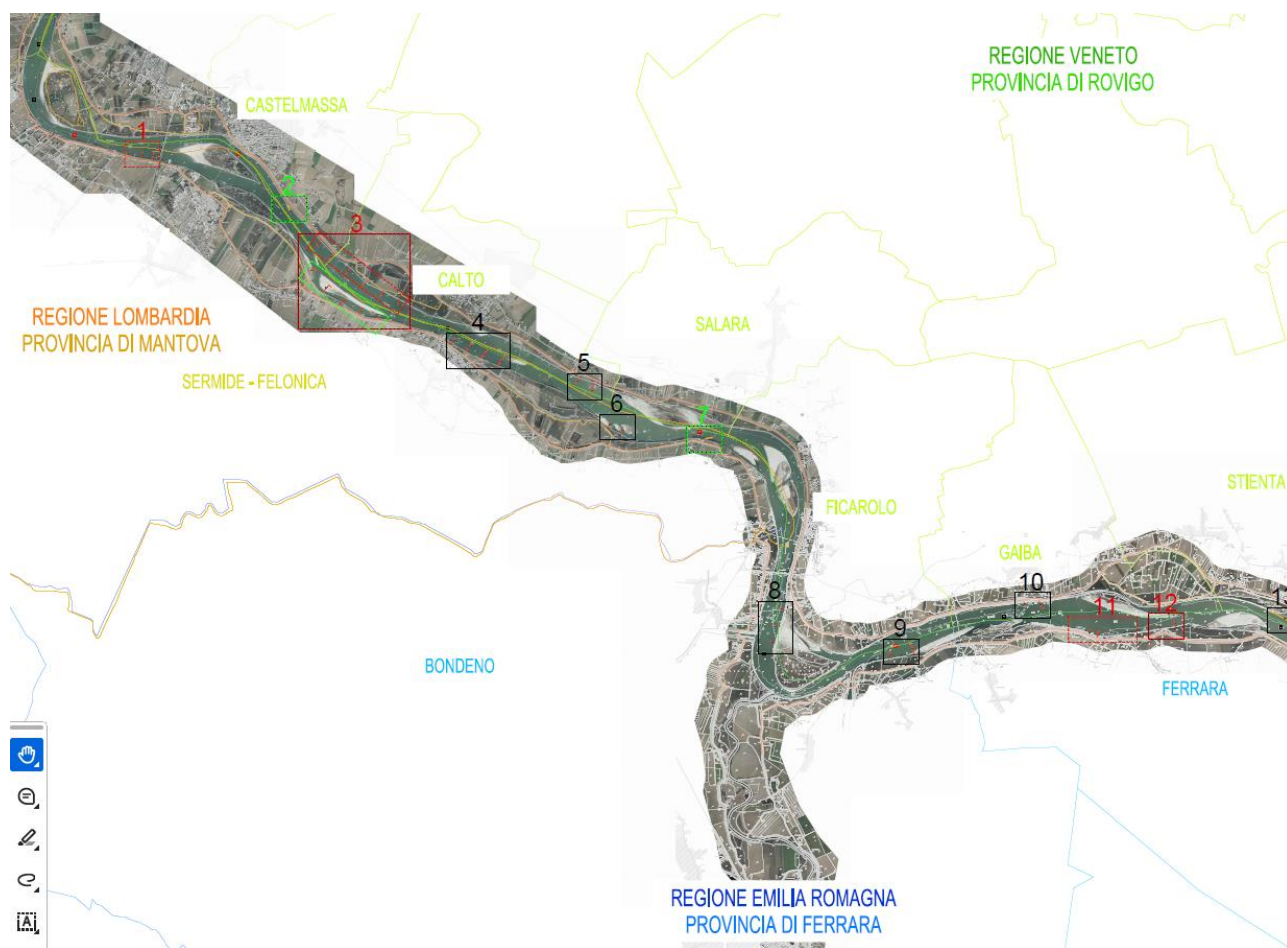 REGIONE VENETO
PROVINCIA DI ROVIGO
CASTELMASSA
1
2
3
CALTO
REGIONE LOMBARDIA
PROVINCIA DI MANTOVA
4
SALARA
SERMIDE - FELONICA
5
6
7
STIENTA
FICAROLO
GAIBA
8
10
11
12
9
BONDENO
FERRARA
REGIONE EMILIA ROMAGNA
PROVINCIA DI FERRARA
A